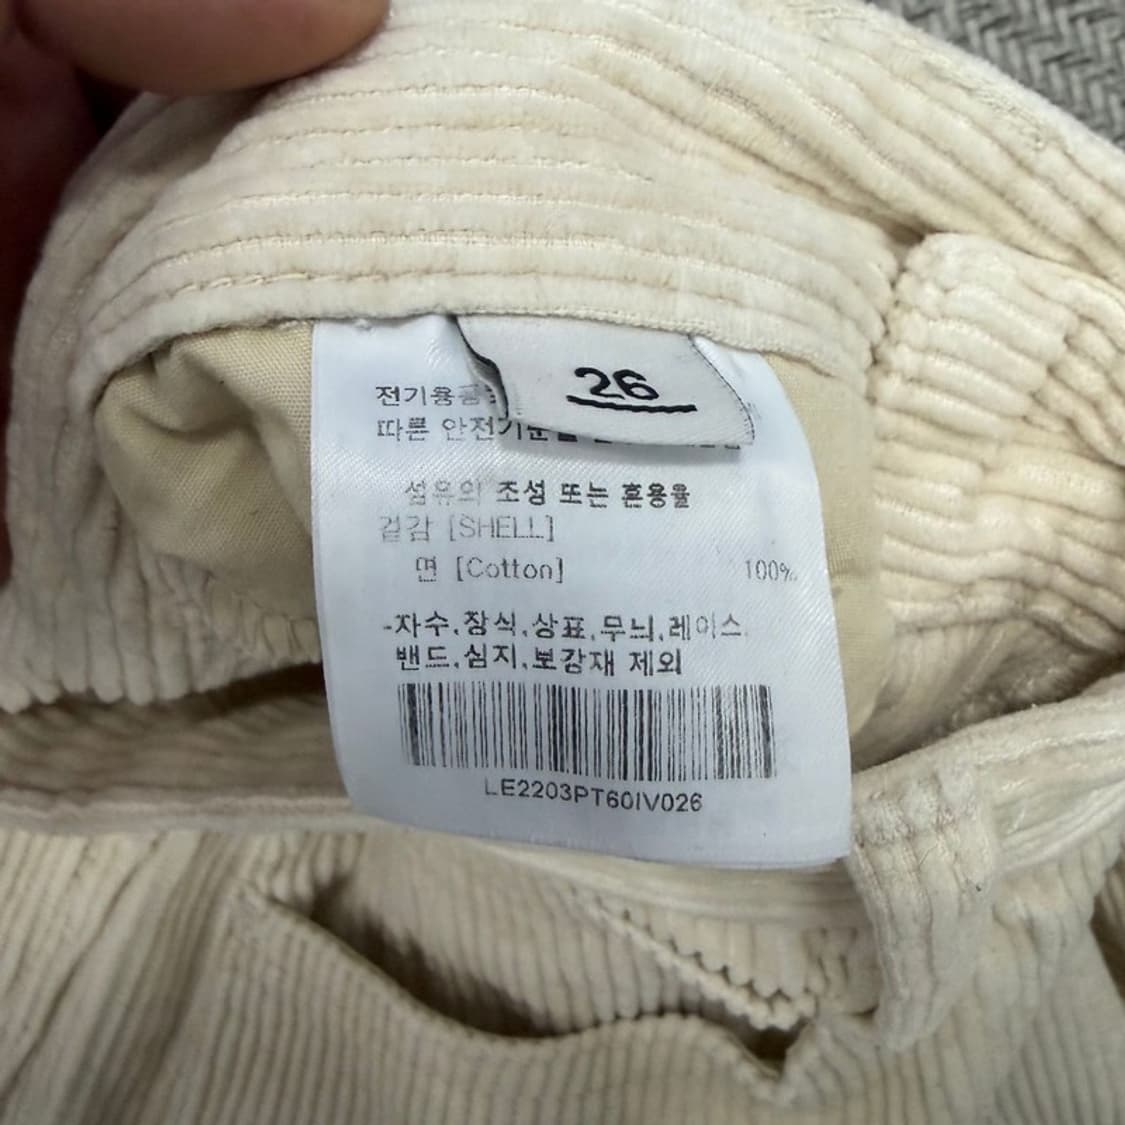 26
전기용품
따른 안전기준을
섬유의 조성 또는 혼용율
겉감 [SHELL]
면 [Cotton] 100%
-자수,장식,상표,무늬,레이스,
밴드,심지,보강재 제외
LE2203PT60IV026